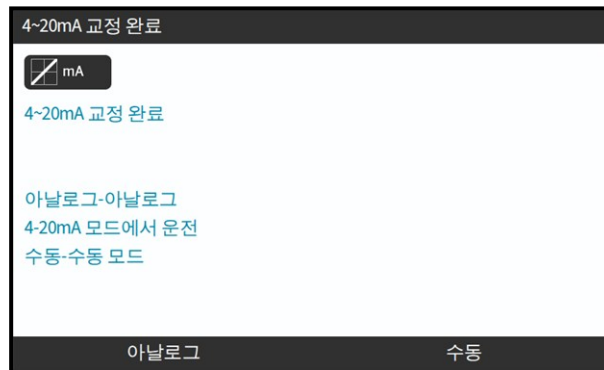 4~20mA 교정 완료
mA
4~20mA 교정 완료
아날로그-아날로그
4-20mA 모드에서 운전
수동-수동 모드
아날로그
수동